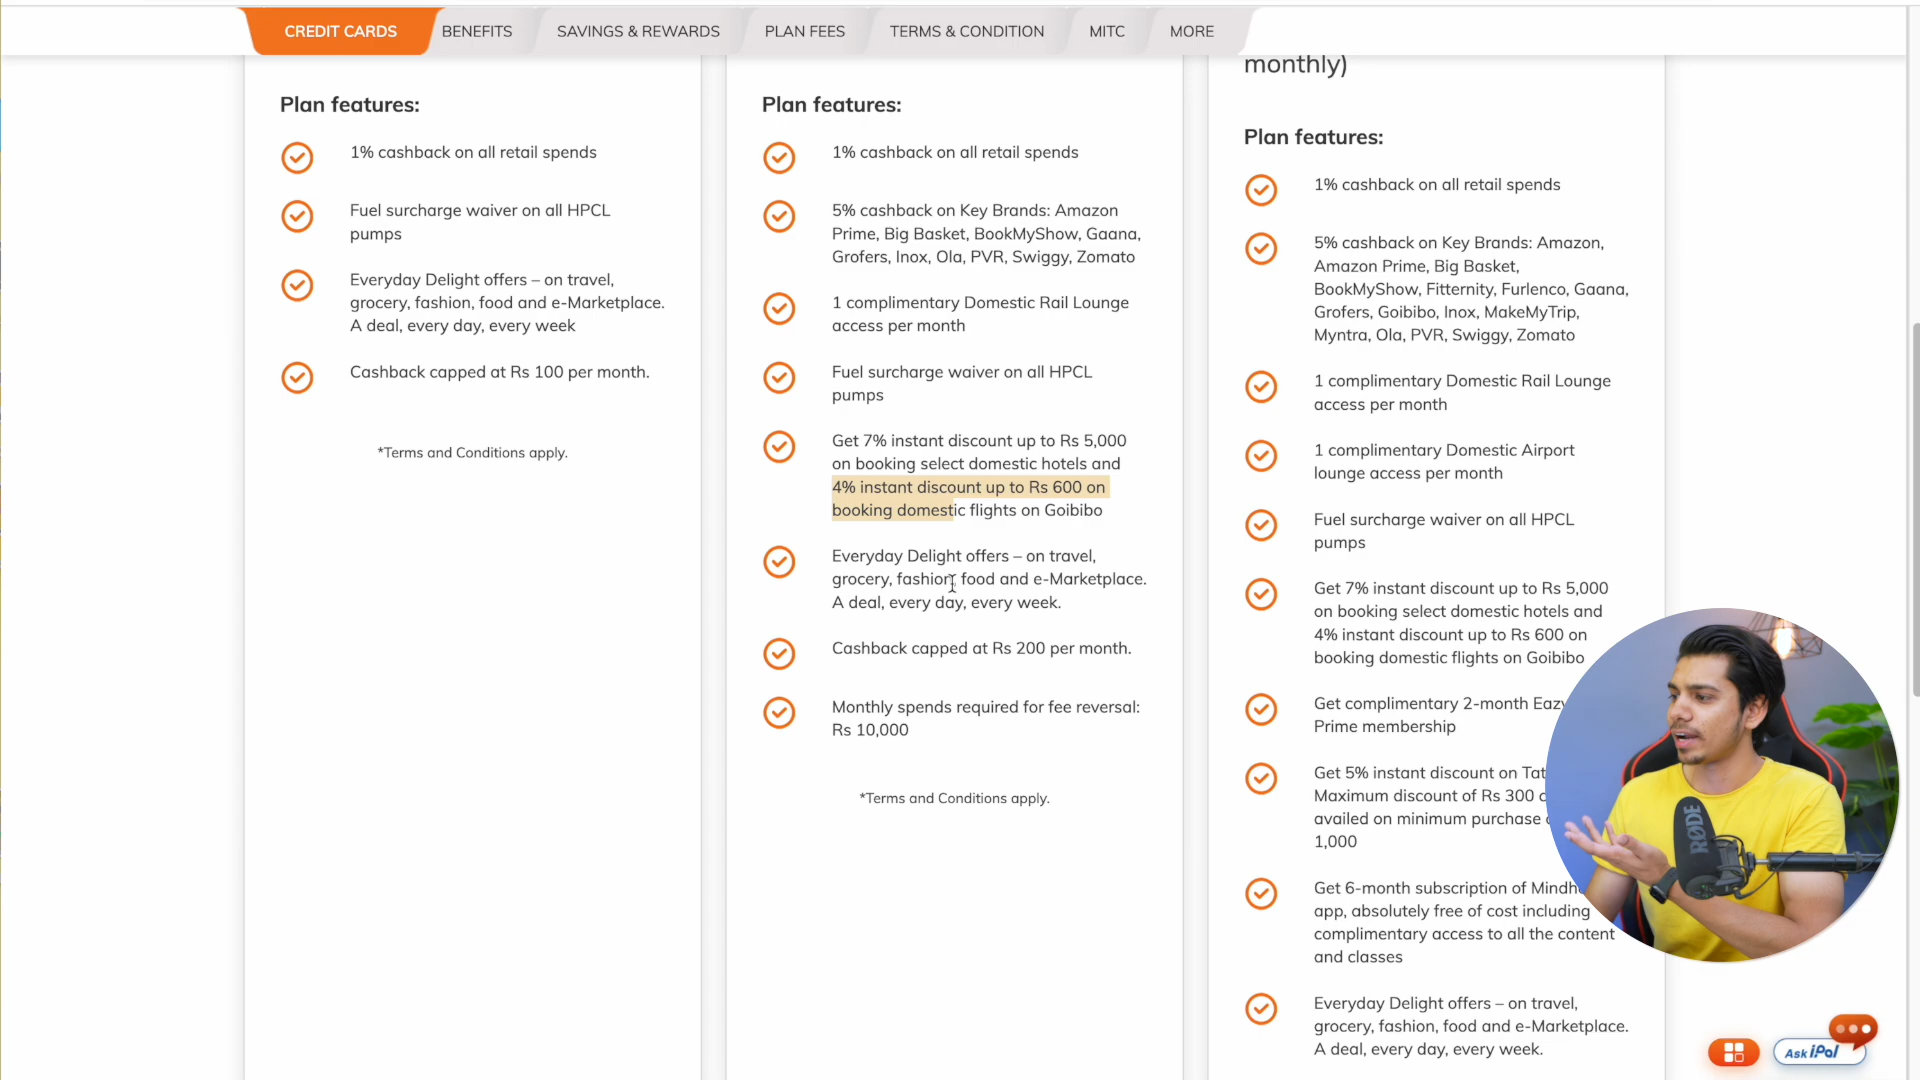 CREDIT CARDS
BENEFITS
SAVINGS & REWARDS
PLAN FEES
TERMS & CONDITION
MITC
MORE
Plan features:
1% cashback on all retail spends
Fuel surcharge waiver on all HPCL
pumps
Everyday Delight offers – on travel,
grocery, fashion, food and e-Marketplace.
A deal, every day, every week
Cashback capped at Rs 100 per month.
*Terms and Conditions apply.
Plan features:
1% cashback on all retail spends
5% cashback on Key Brands: Amazon
Prime, Big Basket, BookMyShow, Gaana,
Grofers, Inox, Ola, PVR, Swiggy, Zomato
1 complimentary Domestic Rail Lounge
access per month
Fuel surcharge waiver on all HPCL
pumps
Get 7% instant discount up to Rs 5,000
on booking select domestic hotels and
4% instant discount up to Rs 600 on
booking domestic flights on Goibibo
Everyday Delight offers – on travel,
grocery, fashion, food and e-Marketplace.
A deal, every day, every week.
Cashback capped at Rs 200 per month.
Monthly spends required for fee reversal:
Rs 10,000
*Terms and Conditions apply.
monthly)
Plan features:
1% cashback on all retail spends
5% cashback on Key Brands: Amazon,
Amazon Prime, Big Basket,
BookMyShow, Fitternity, Furlenco, Gaana,
Grofers, Goibibo, Inox, MakeMyTrip,
Myntra, Ola, PVR, Swiggy, Zomato
1 complimentary Domestic Rail Lounge
access per month
1 complimentary Domestic Airport
lounge access per month
Fuel surcharge waiver on all HPCL
pumps
Get 7% instant discount up to Rs 5,000
on booking select domestic hotels and
4% instant discount up to Rs 600 on
booking domestic flights on Goibibo
Get complimentary 2-month
Prime membership
Get 5% instant discount on
Maximum discount of Rs 300
availed on minimum purchase
1,000
Get 6-month subscription of
app, absolutely free of cost including
complimentary access to all the content
and classes
Everyday Delight offers – on travel,
grocery, fashion, food and e-Marketplace.
A deal, every day, every week.
RØDE
Ask iPal